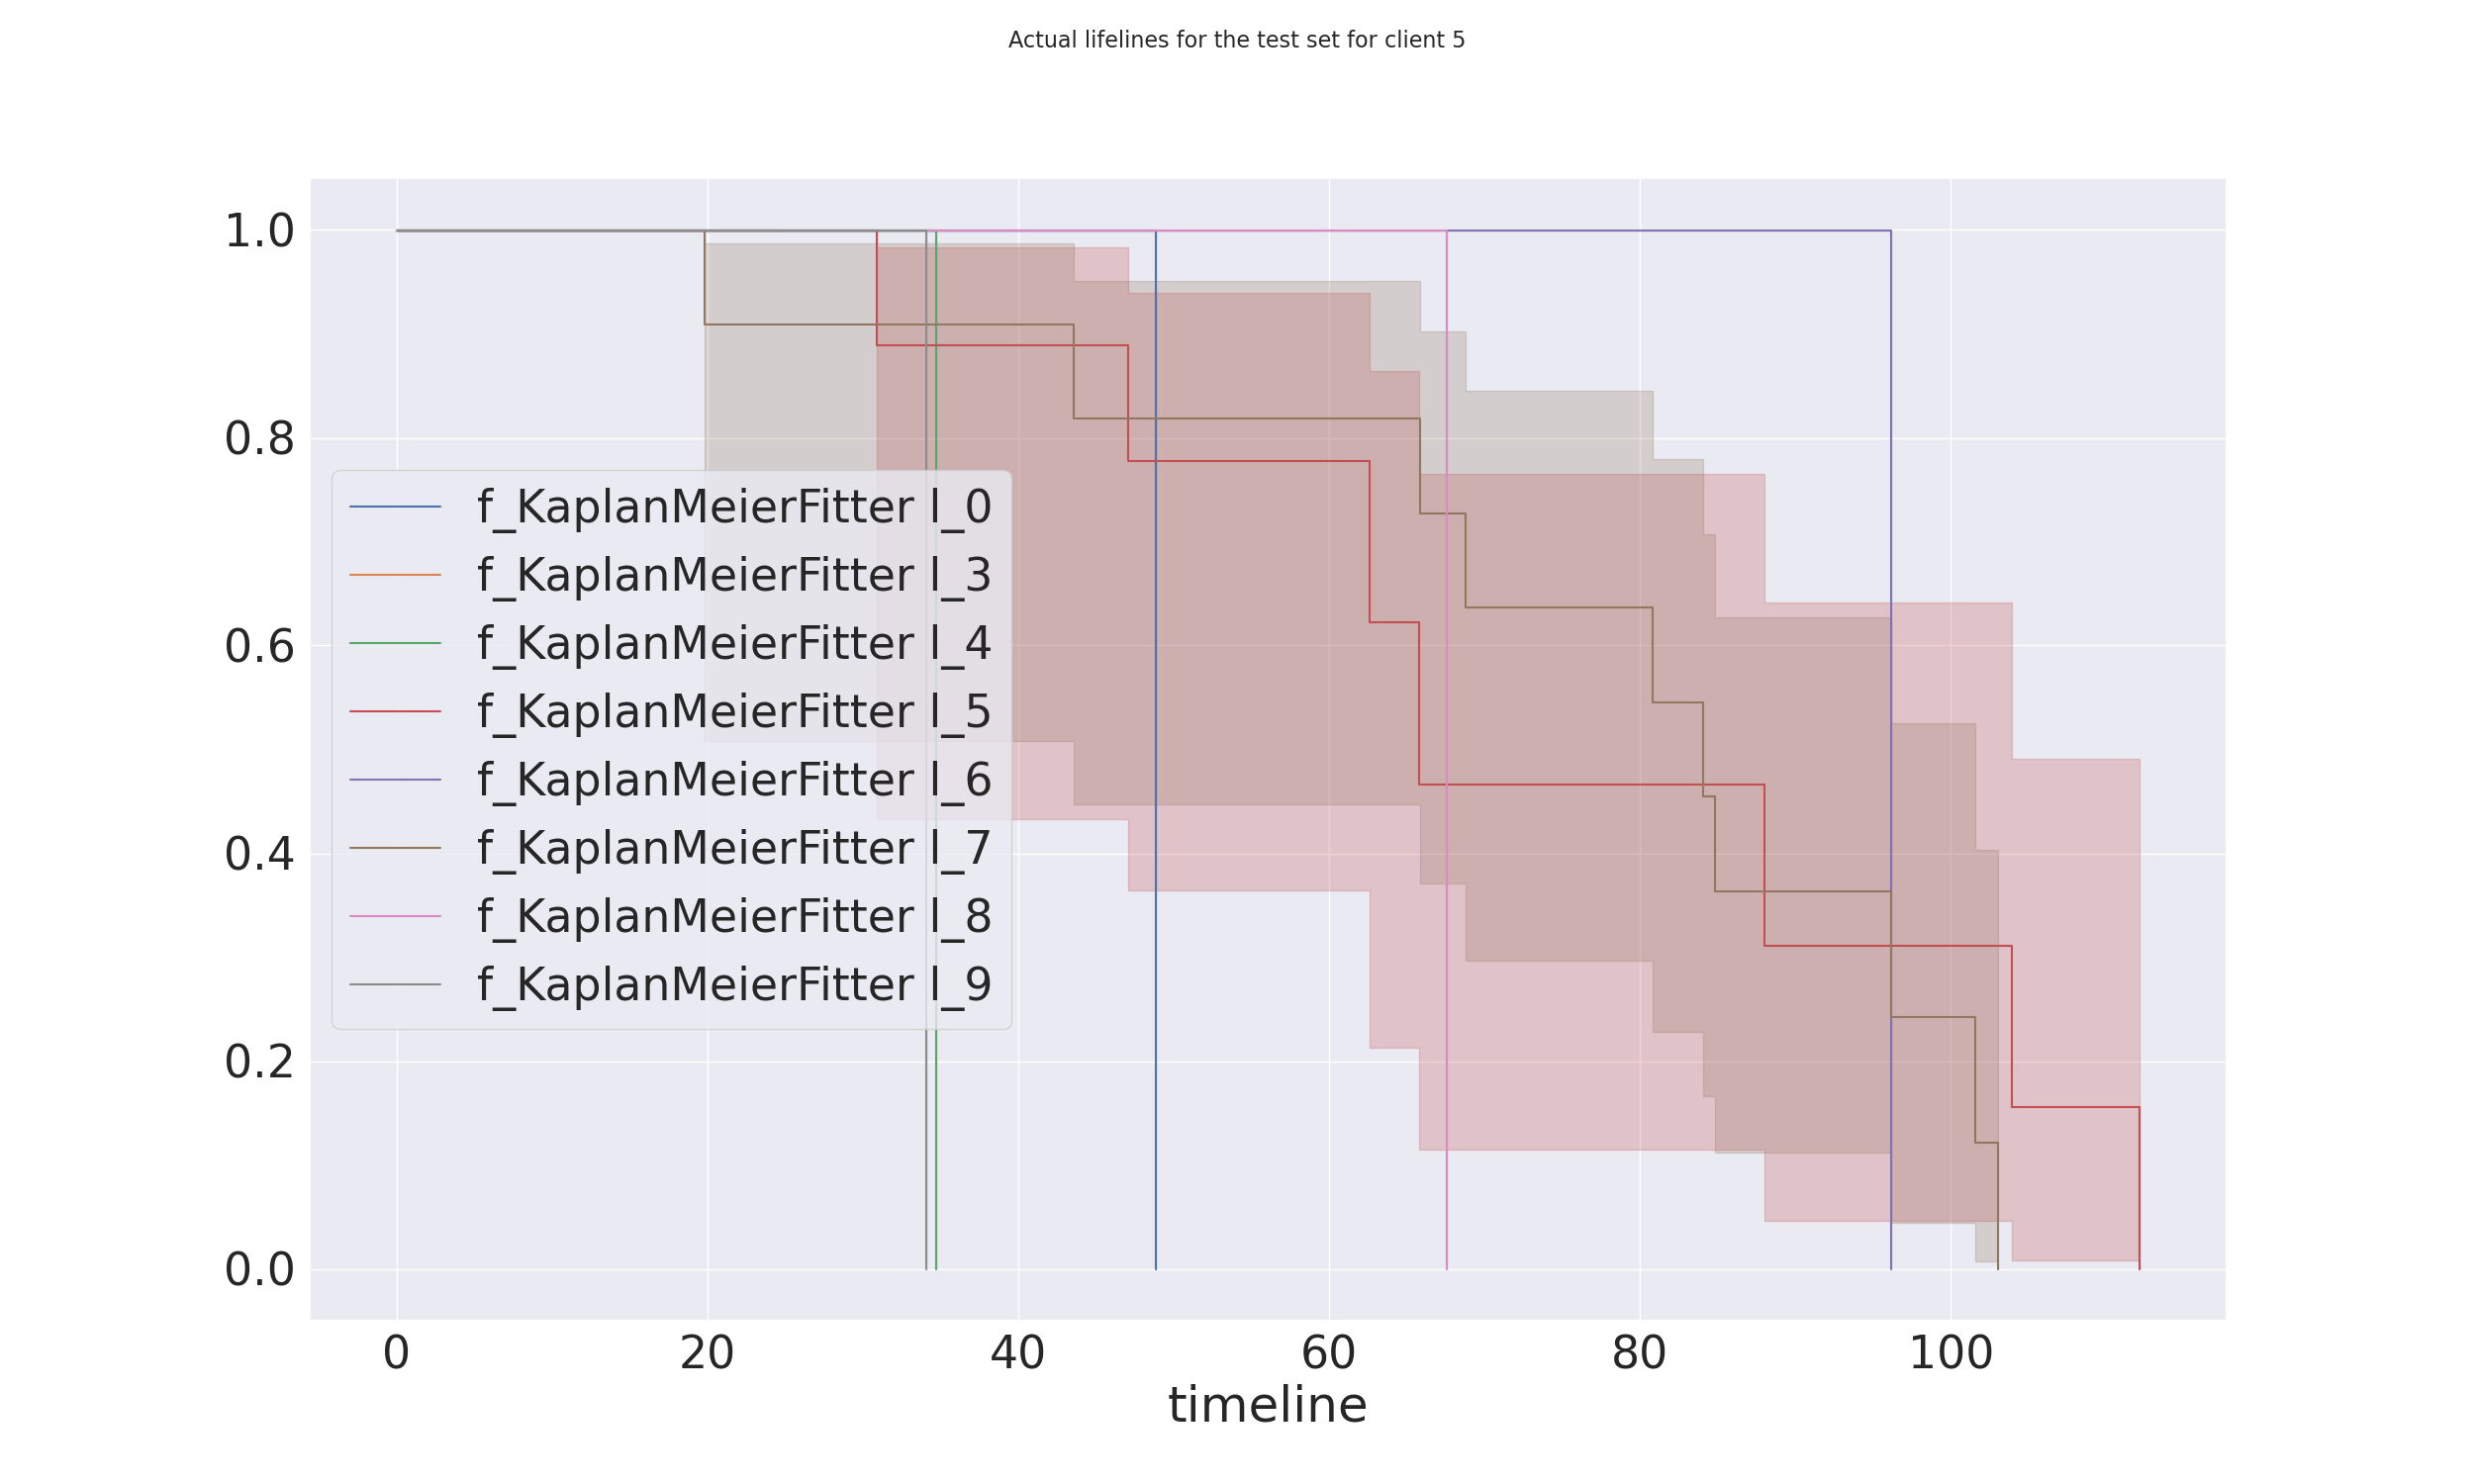 Actual lifelines for the test set for client 5
1.0
0.8
0.6
0.4
0.2
0.0
f_KaplanMeierFitter l_0
f_KaplanMeierFitter l_3
f_KaplanMeierFitter l_4
f_KaplanMeierFitter l_5
f_KaplanMeierFitter l_6
f_KaplanMeierFitter l_7
f_KaplanMeierFitter l_8
f_KaplanMeierFitter l_9
0 20 40 60 80 100
timeline